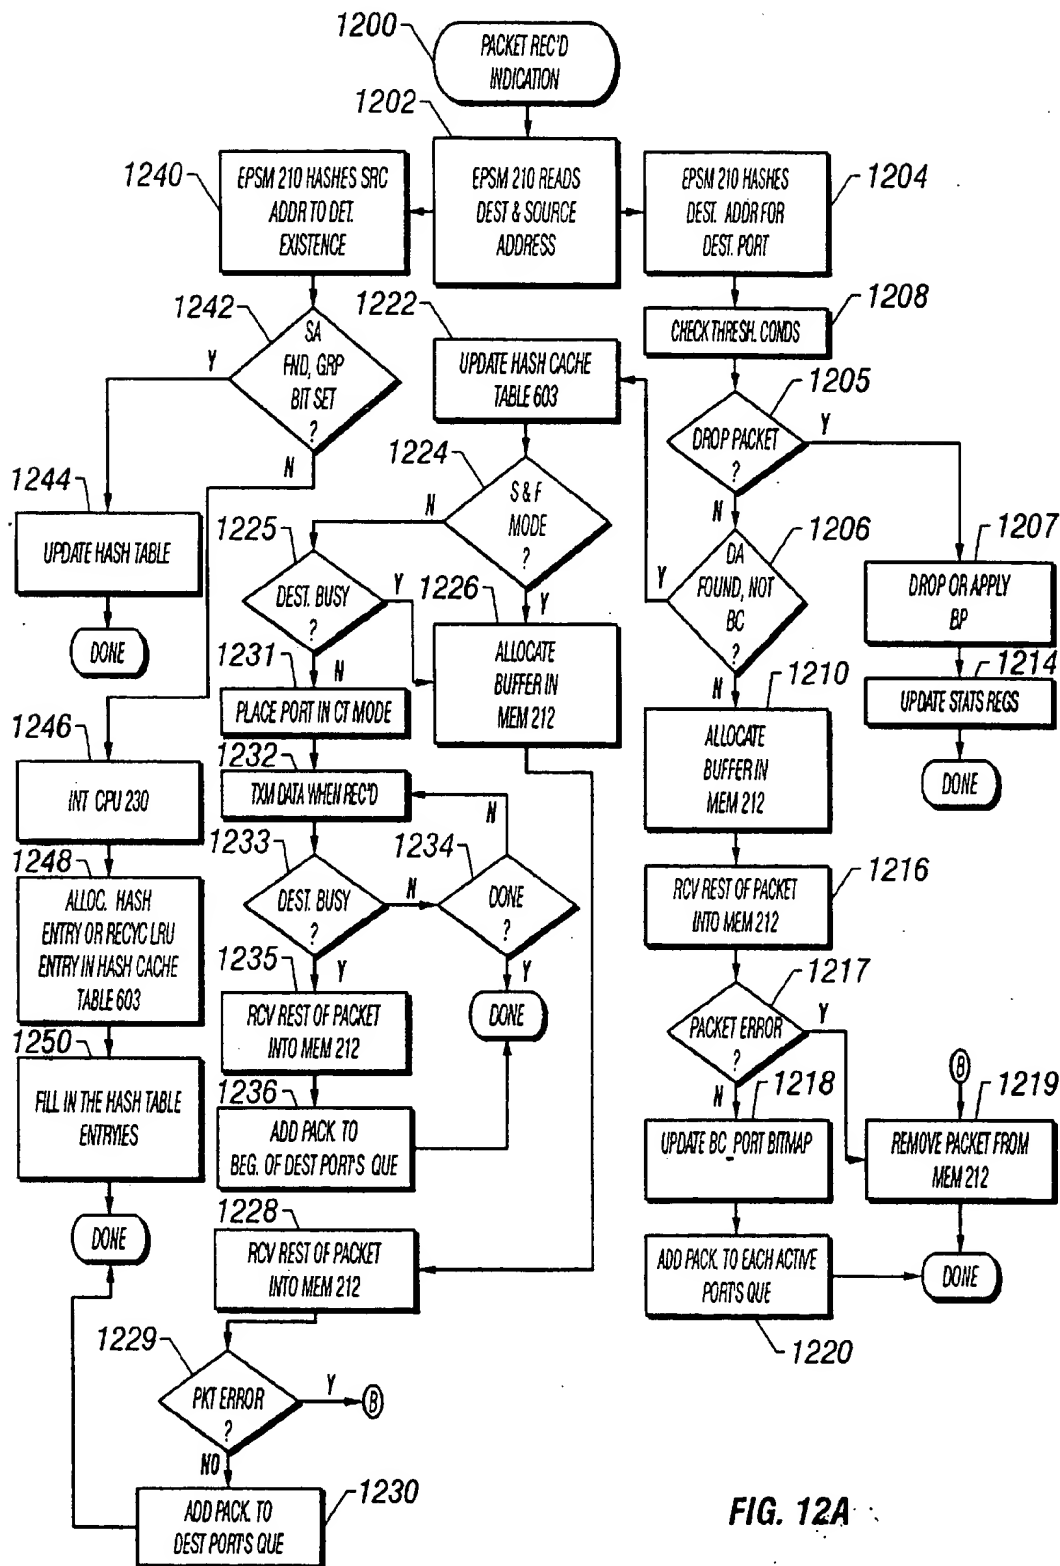 1200
PACKET REC'D
INDICATION
1202
EPSM 210 READS
DEST & SOURCE
ADDRESS
1240
EPSM 210 HASHES SRC
ADDR TO DET.
EXISTENCE
1204
EPSM 210 HASHES
DEST. ADDR FOR
DEST. PORT
1208
CHECK THRESH. CONDS
1242
SA
FND, GRP
BIT SET
?
Y
N
1222
UPDATE HASH CACHE
TABLE 603
1205
DROP PACKET
?
Y
N
1244
UPDATE HASH TABLE
DONE
1224
S & F
MODE
?
N
Y
1206
DA
FOUND, NOT
BC
?
Y
N
1207
DROP OR APPLY
BP
1214
UPDATE STATS REGS
DONE
1225
DEST. BUSY
?
Y
N
1226
ALLOCATE
BUFFER IN
MEM 212
1210
ALLOCATE
BUFFER IN
MEM 212
1231
PLACE PORT IN CT MODE
1232
TXM DATA WHEN REC'D
1246
INT CPU 230
1233
DEST. BUSY
?
N
Y
1234
DONE
?
N
Y
DONE
1216
RCV REST OF PACKET
INTO MEM 212
1248
ALLOC. HASH
ENTRY OR RECYC LRU
ENTRY IN HASH CACHE
TABLE 603
1235
RCV REST OF PACKET
INTO MEM 212
1217
PACKET ERROR
?
Y
N
1250
FILL IN THE HASH TABLE
ENTRYIES
DONE
1236
ADD PACK. TO
BEG. OF DEST PORT'S QUE
1218
UPDATE BC_PORT BITMAP
B
1219
REMOVE PACKET FROM
MEM 212
DONE
1228
RCV REST OF PACKET
INTO MEM 212
ADD PACK. TO EACH ACTIVE
PORT'S QUE
1220
1229
PKT ERROR
?
Y
B
NO
1230
ADD PACK. TO
DEST PORT'S QUE
FIG. 12A